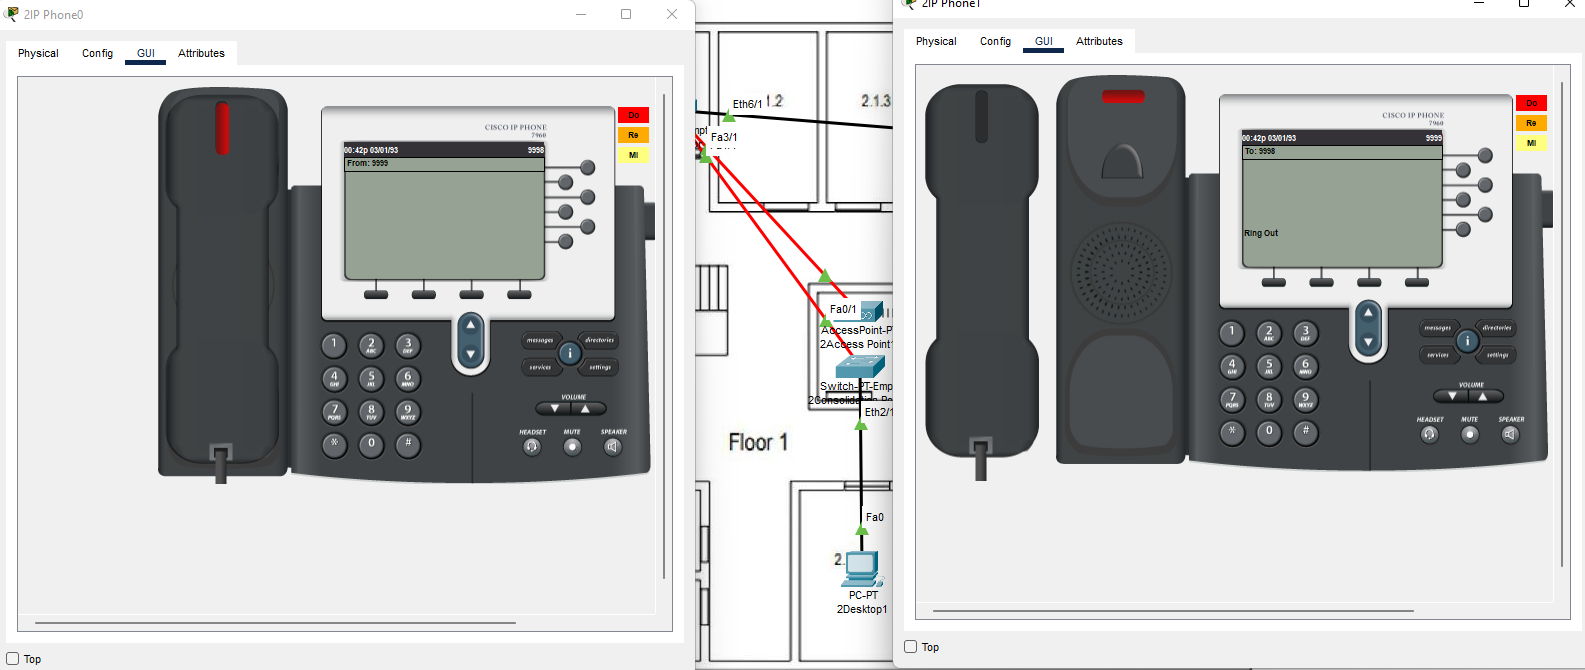 2IP Phone0
Physical
Config
GUI
Attributes
CISCO IP PHONE
7960
Do
Re
MI
00:42p 03/01/93
9998
From: 9999
1
2
ABC
3
DEF
4
GHI
5
JKL
6
MNO
7
PQRS
8
TUV
9
WXYZ
*
0
#
messages
directories
i
services
settings
VOLUME
HEADSET
MUTE
SPEAKER
Top
Eth6/1
1.2
2.1.3
Fa3/1
Fa0/1
AccessPoint-P
2Access Point
Switch-PT-Emp
Eth2/1
Floor 1
Fa0
2.
PC-PT
2Desktop1
2IP Phone1
Physical
Config
GUI
Attributes
CISCO IP PHONE
7960
Do
Re
MI
00:42p 03/01/93
9999
To: 9998
Ring Out
1
2
ABC
3
DEF
4
GHI
5
JKL
6
MNO
7
PQRS
8
TUV
9
WXYZ
*
0
#
messages
directories
i
services
settings
VOLUME
HEADSET
MUTE
SPEAKER
Top